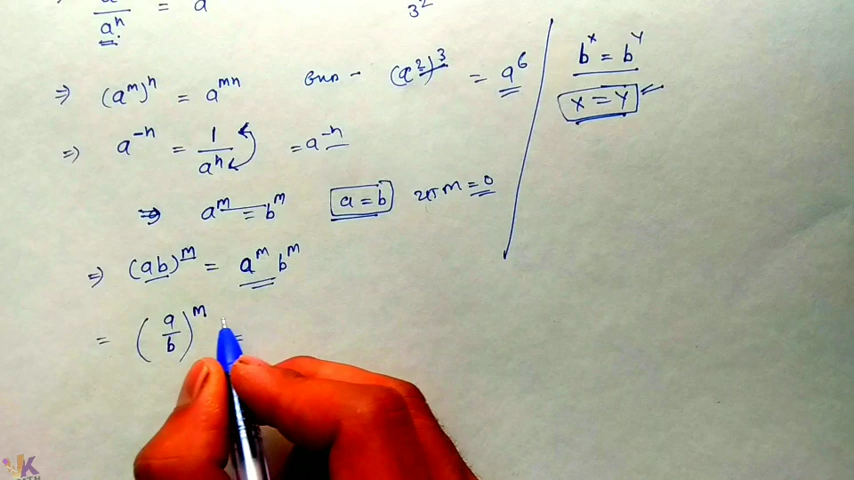 aⁿ = a
3²
⇒ (aᵐ)ⁿ = aᵐⁿ (a²)³ = a⁶
⇒ a⁻ⁿ = 1/aⁿ = a⁻ⁿ
⇒ aᵐ = bᵐ a = b या m = 0
⇒ (ab)ᵐ = aᵐ bᵐ
= (a/b)ᵐ =
bˣ = bʸ
x = y